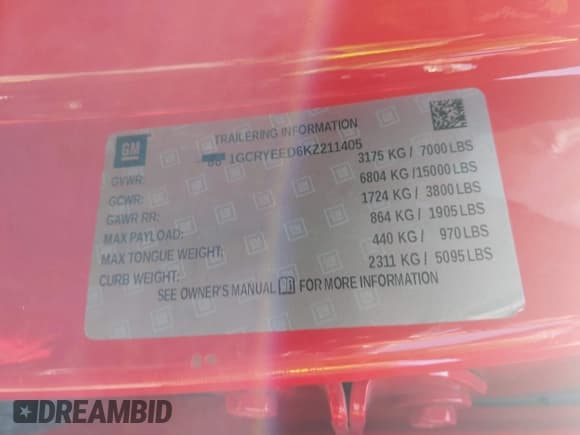 GM
TRAILERING INFORMATION
1GCRYEED6KZ211405
GVWR: 3175 KG / 7000 LBS
GCWR: 6804 KG /15000 LBS
GAWR RR: 1724 KG / 3800 LBS
MAX PAYLOAD: 864 KG / 1905 LBS
MAX TONGUE WEIGHT: 440 KG / 970 LBS
CURB WEIGHT: 2311 KG / 5095 LBS
SEE OWNER'S MANUAL FOR MORE INFORMATION
DREAMBID